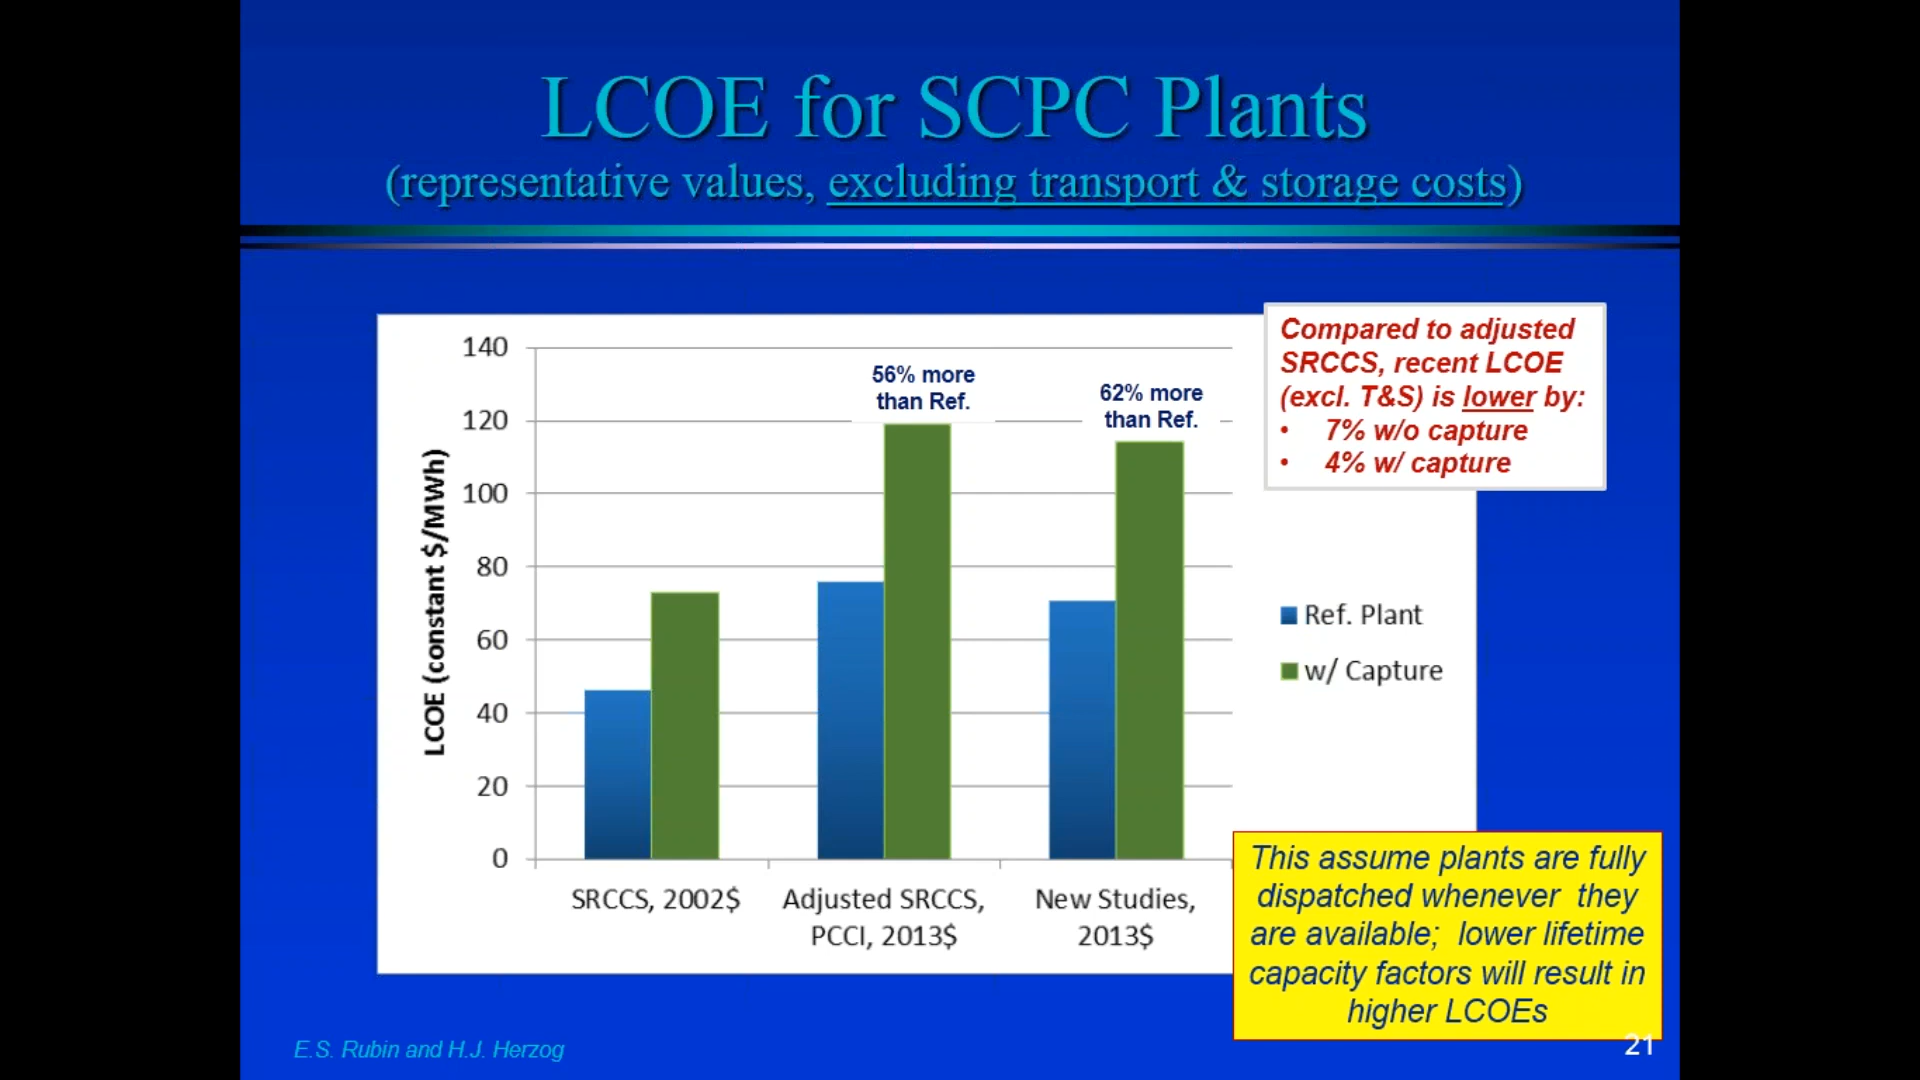 LCOE for SCPC Plants
(representative values, excluding transport & storage costs)
Compared to adjusted
SRCCS, recent LCOE
(excl. T&S) is lower by:
• 7% w/o capture
• 4% w/ capture
LCOE (constant $/MWh)
140
120
100
80
60
40
20
0
56% more
than Ref.
62% more
than Ref.
Ref. Plant
w/ Capture
SRCCS, 2002$
Adjusted SRCCS,
PCCI, 2013$
New Studies,
2013$
This assume plants are fully
dispatched whenever they
are available; lower lifetime
capacity factors will result in
higher LCOEs
E.S. Rubin and H.J. Herzog
21